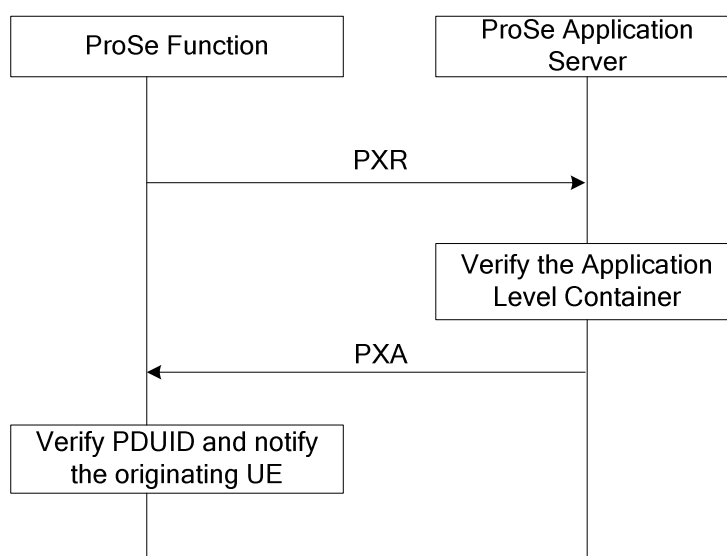 ProSe Function
ProSe Application
Server
PXR
Verify the Application
Level Container
PXA
Verify PDUID and notify
the originating UE